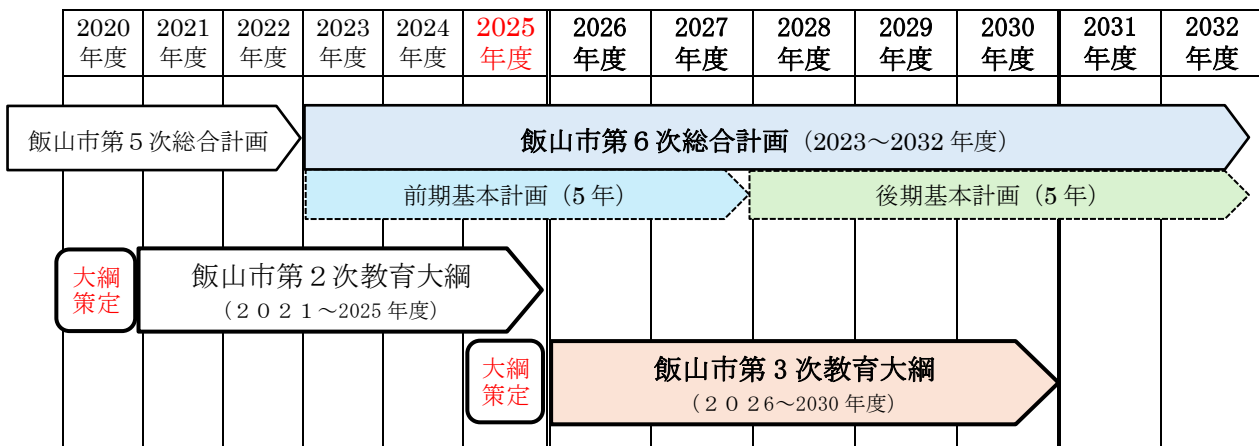 2020 2021 2022 2023 2024 2025 2026 2027 2028 2029 2030 2031 2032
年度 年度 年度 年度 年度 年度 年度 年度 年度 年度 年度 年度 年度
飯山市第５次総合計画
飯山市第６次総合計画（2023～2032 年度）
前期基本計画（5 年）
後期基本計画（5 年）
大綱
策定
飯山市第２次教育大綱
（２０２１～2025 年度）
大綱
策定
飯山市第 3 次教育大綱
（２０２6～2030 年度）